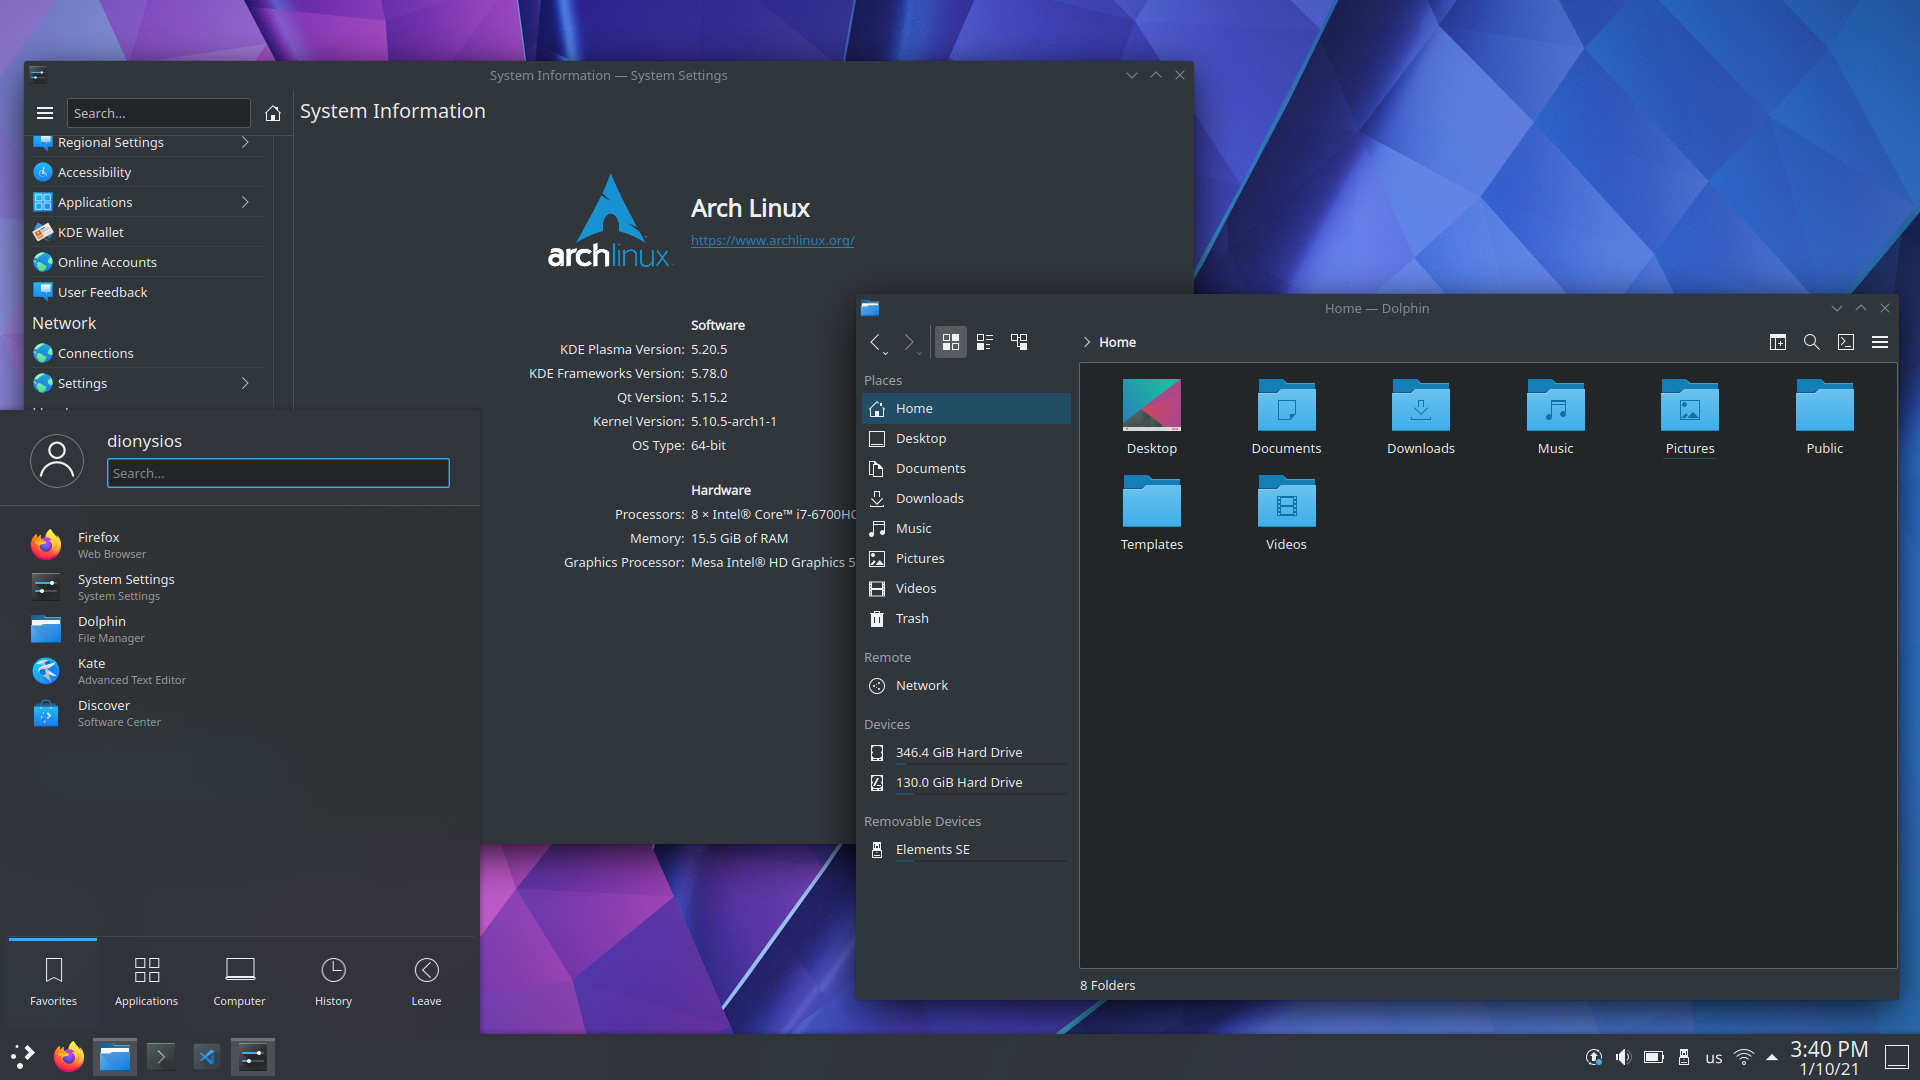 System Information — System Settings
Search...
System Information
Regional Settings
Accessibility
Applications
KDE Wallet
Online Accounts
User Feedback
Network
Connections
Settings
archlinux
Arch Linux
https://www.archlinux.org/
Software
KDE Plasma Version: 5.20.5
KDE Frameworks Version: 5.78.0
Qt Version: 5.15.2
Kernel Version: 5.10.5-arch1-1
OS Type: 64-bit
Hardware
Processors: 8 × Intel® Core™ i7-6700HQ
Memory: 15.5 GiB of RAM
Graphics Processor: Mesa Intel® HD Graphics 5
dionysios
Search...
Firefox
Web Browser
System Settings
System Settings
Dolphin
File Manager
Kate
Advanced Text Editor
Discover
Software Center
Favorites
Applications
Computer
History
Leave
Home — Dolphin
Home
Places
Home
Desktop
Documents
Downloads
Music
Pictures
Videos
Trash
Remote
Network
Devices
346.4 GiB Hard Drive
130.0 GiB Hard Drive
Removable Devices
Elements SE
Desktop
Documents
Downloads
Music
Pictures
Public
Templates
Videos
8 Folders
us
3:40 PM
1/10/21